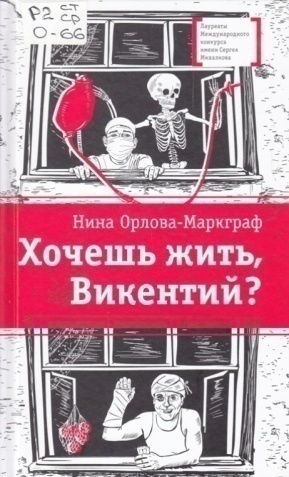 Р2 СТ
СР
О-66
Лауреаты
Международного
конкурса
имени Сергея
Михалкова
Нина Орлова-Маркграф
Хочешь жить,
Викентий?